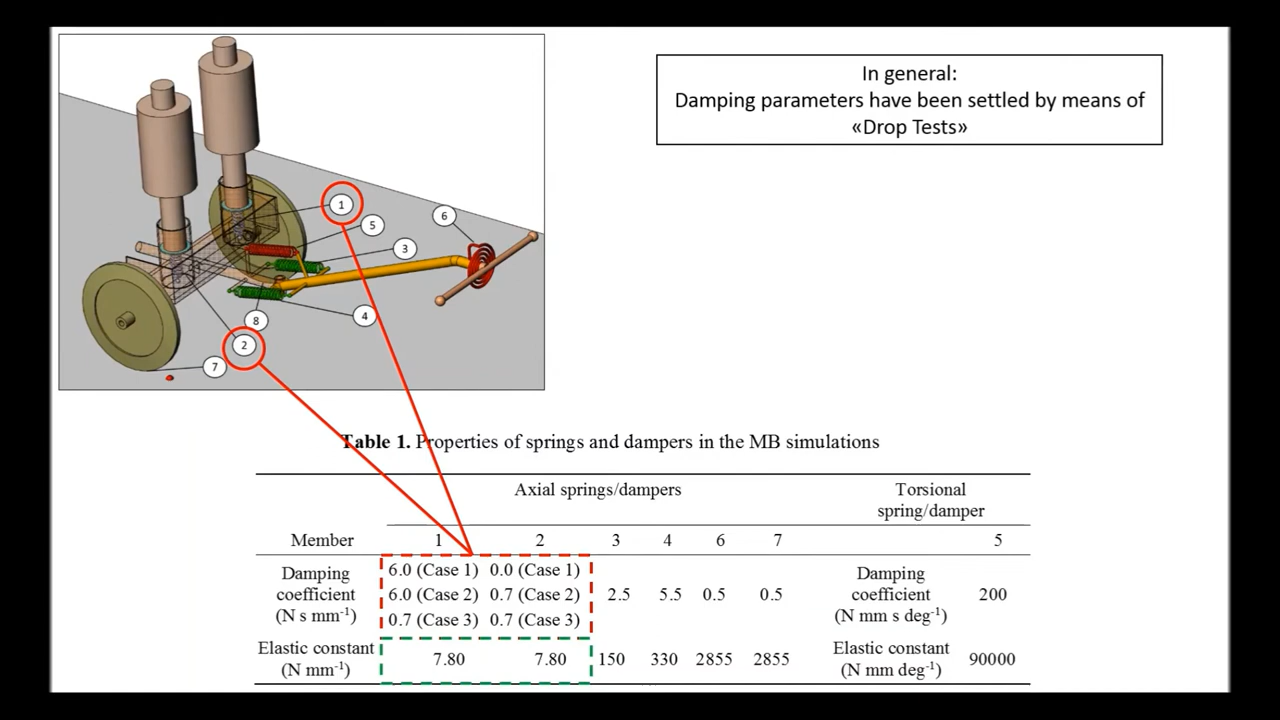 In general:
Damping parameters have been settled by means of
«Drop Tests»
1
5
6
3
4
8
2
7
Table 1. Properties of springs and dampers in the MB simulations
Axial springs/dampers Torsional spring/damper
Member 1 2 3 4 6 7 5
Damping coefficient (N s mm-1) 6.0 (Case 1) 0.0 (Case 1)
6.0 (Case 2) 0.7 (Case 2) 2.5 5.5 0.5 0.5 Damping coefficient (N mm s deg-1) 200
0.7 (Case 3) 0.7 (Case 3)
Elastic constant (N mm-1) 7.80 7.80 150 330 2855 2855 Elastic constant (N mm deg-1) 90000